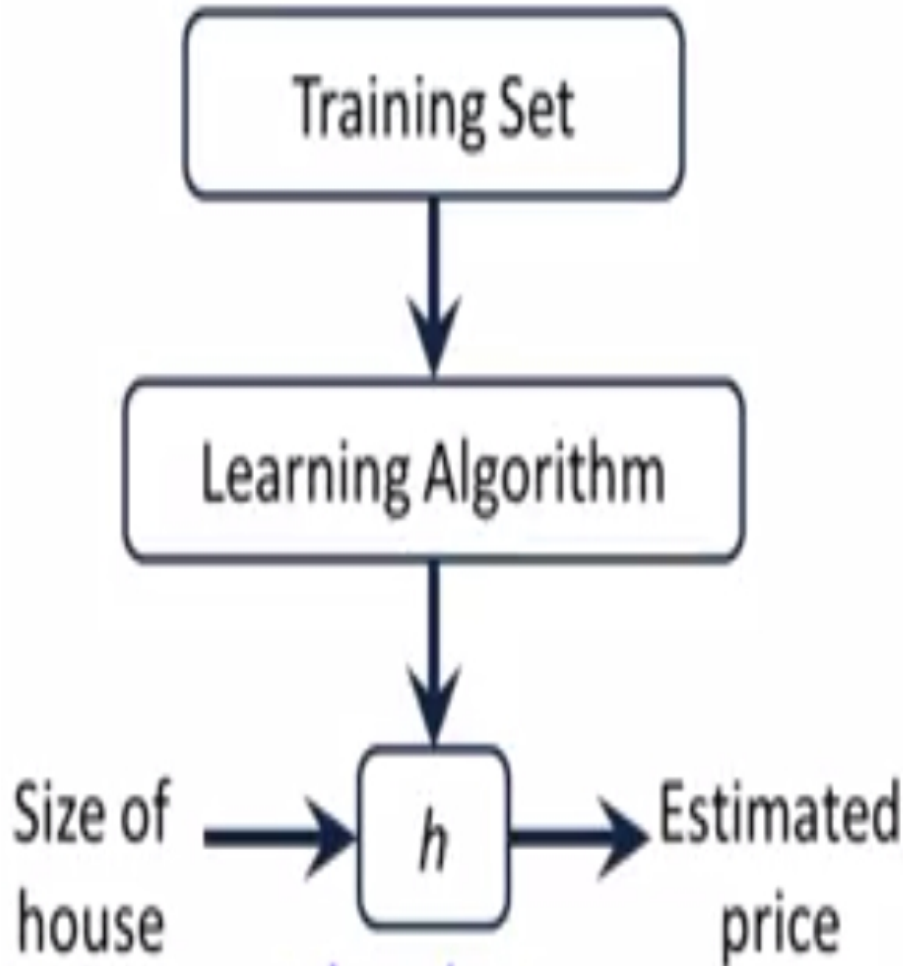 Training Set
Learning Algorithm
Size of
house
h
Estimated
price